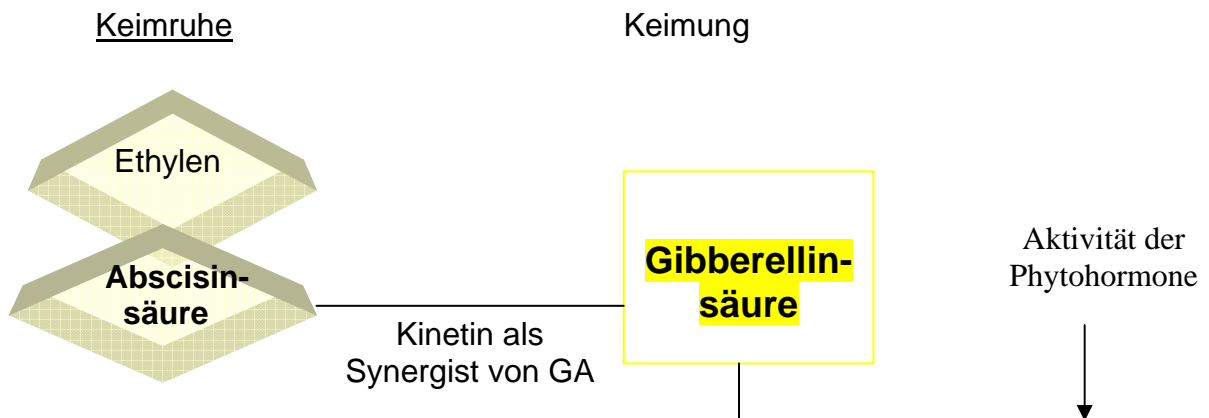 Keimruhe
Keimung
Ethylen
Abscisin-
säure
Gibberellin-
säure
Kinetin als
Synergist von GA
Aktivität der
Phytohormone